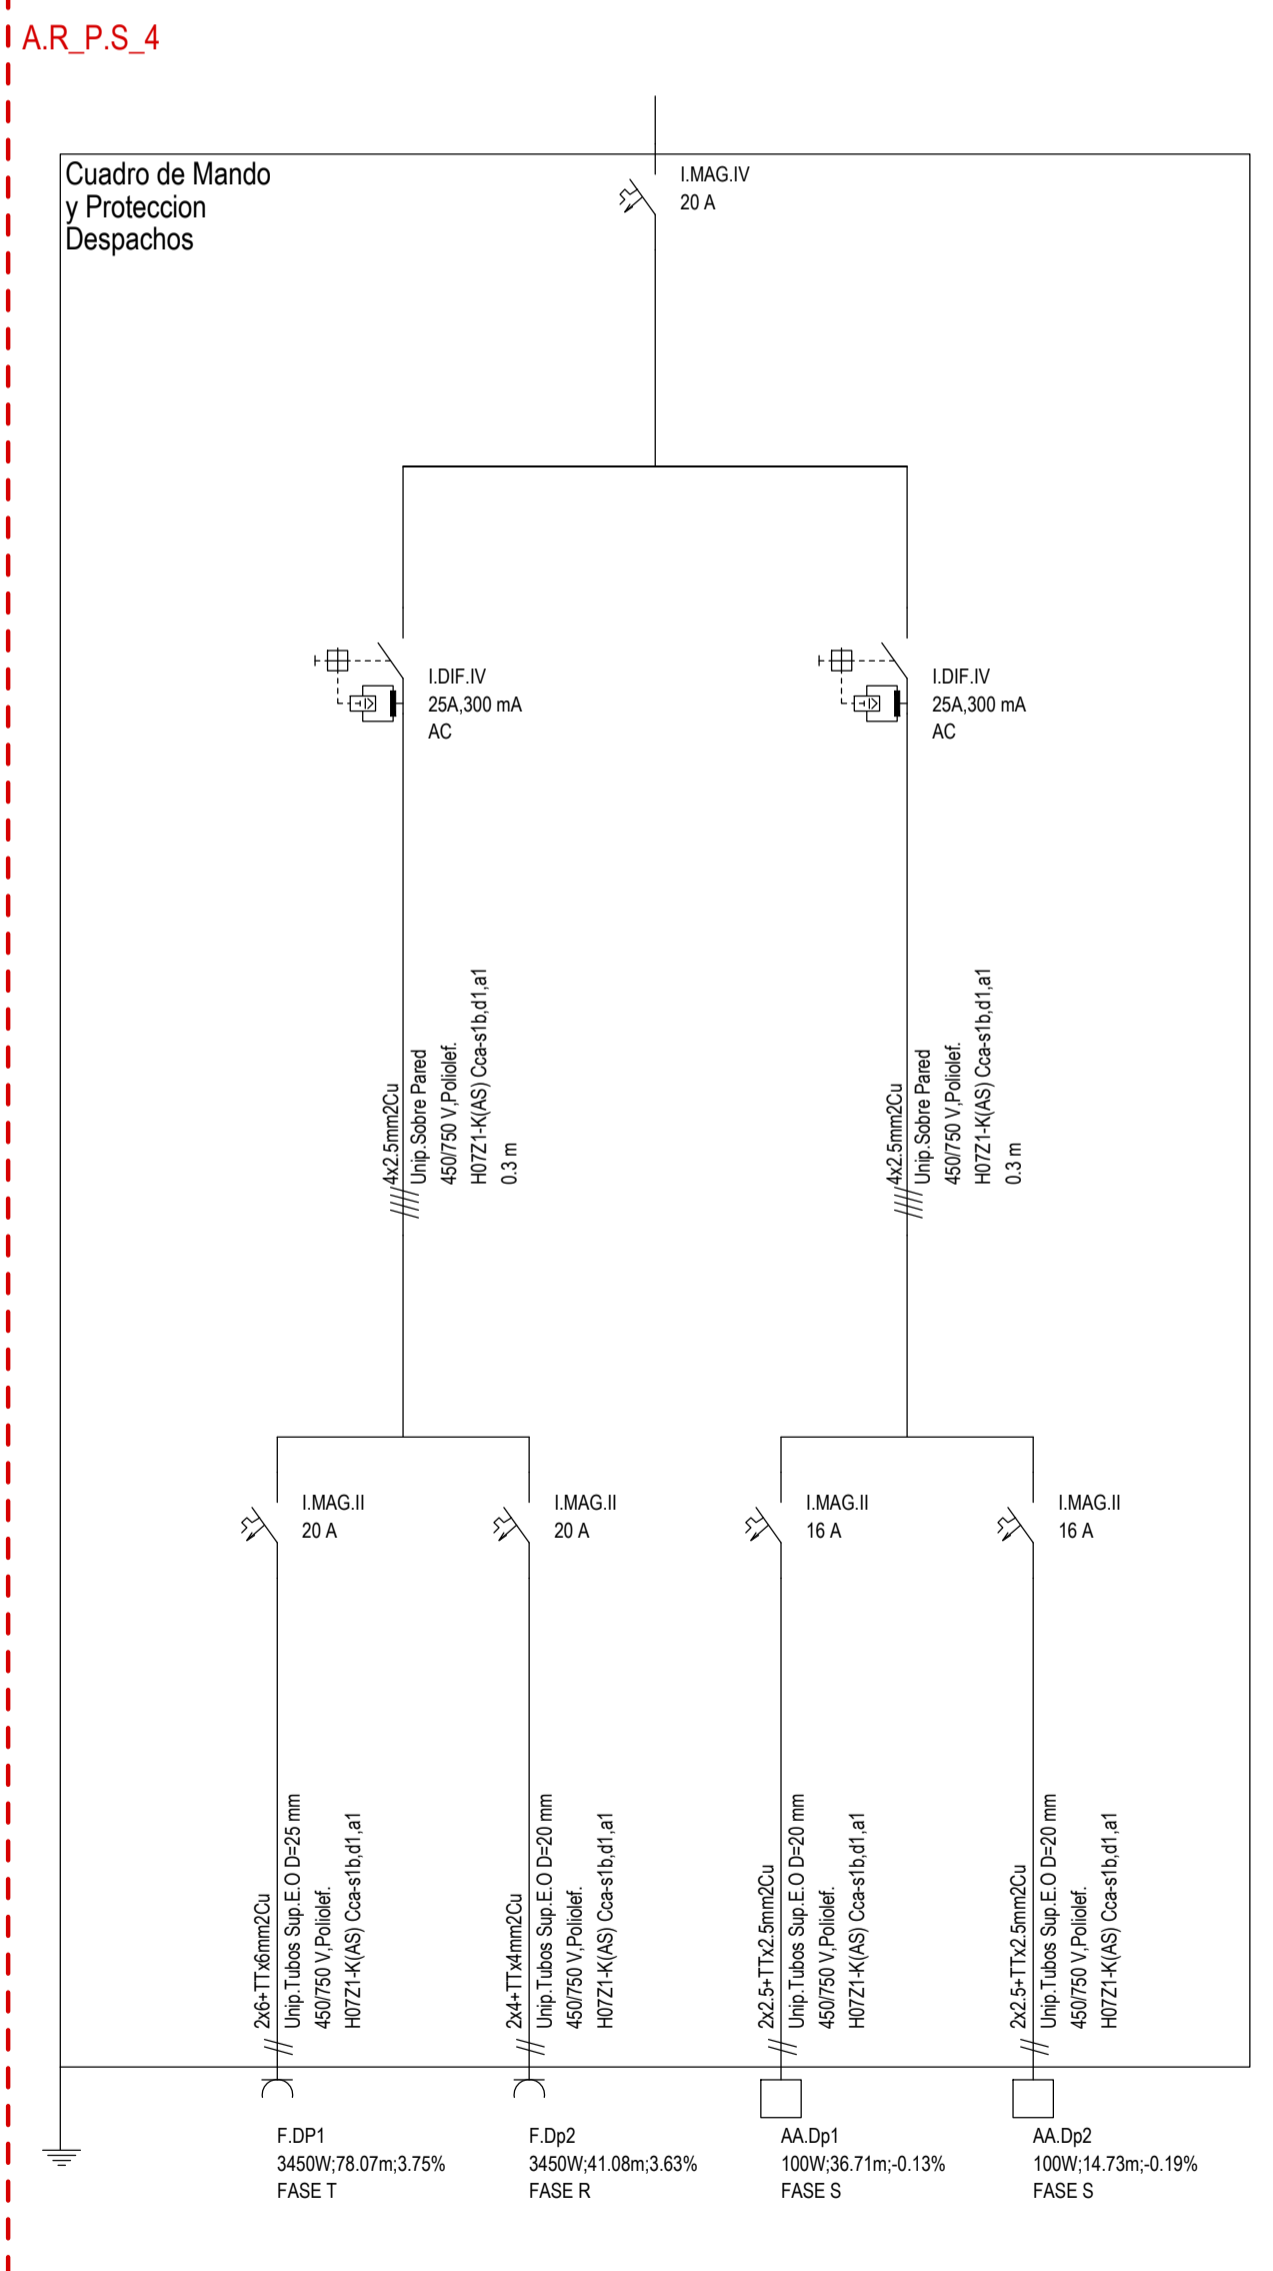 A.R_P.S_4
Cuadro de Mando
y Proteccion
Despachos
I.MAG.IV
20 A
I.DIF.IV
25A,300 mA
AC
I.DIF.IV
25A,300 mA
AC
4x2.5mm2Cu
Unip.Sobre Pared
450/750 V,Poliolef.
H07Z1-K(AS) Cca-s1b,d1,a1
0.3 m
4x2.5mm2Cu
Unip.Sobre Pared
450/750 V,Poliolef.
H07Z1-K(AS) Cca-s1b,d1,a1
0.3 m
I.MAG.II
20 A
I.MAG.II
20 A
I.MAG.II
16 A
I.MAG.II
16 A
2x6+TTx6mm2Cu
Unip.Tubos Sup.E.O D=25 mm
450/750 V,Poliolef.
H07Z1-K(AS) Cca-s1b,d1,a1
2x4+TTx4mm2Cu
Unip.Tubos Sup.E.O D=20 mm
450/750 V,Poliolef.
H07Z1-K(AS) Cca-s1b,d1,a1
2x2.5+TTx2.5mm2Cu
Unip.Tubos Sup.E.O D=20 mm
450/750 V,Poliolef.
H07Z1-K(AS) Cca-s1b,d1,a1
2x2.5+TTx2.5mm2Cu
Unip.Tubos Sup.E.O D=20 mm
450/750 V,Poliolef.
H07Z1-K(AS) Cca-s1b,d1,a1
F.DP1
3450W;78.07m;3.75%
FASE T
F.Dp2
3450W;41.08m;3.63%
FASE R
AA.Dp1
100W;36.71m;-0.13%
FASE S
AA.Dp2
100W;14.73m;-0.19%
FASE S